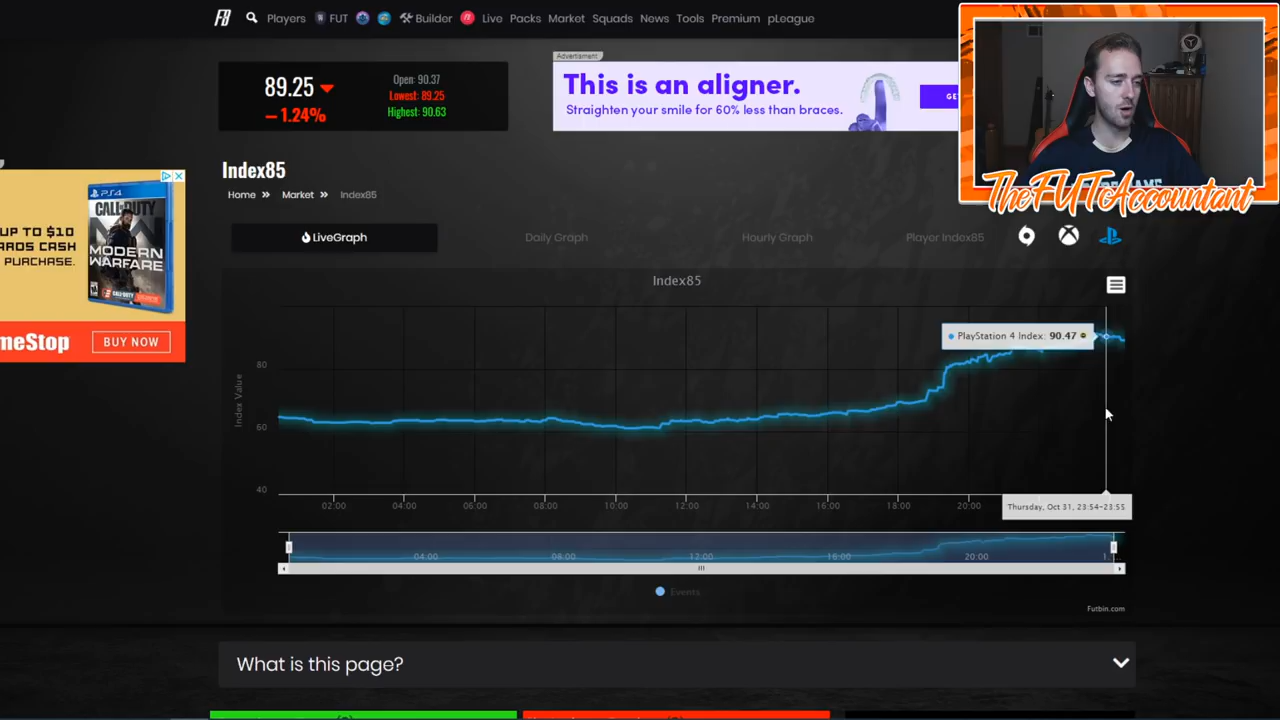 FB Players FUT Builder Live Packs Market Squads News Tools Premium pLeague
89.25
– 1.24%
Open: 90.37
Lowest: 89.25
Highest: 90.63
Advertisement
This is an aligner.
Straighten your smile for 60% less than braces.
TheFUTAccountant
Index85
Home » Market » Index85
UP TO $10
PURCHASE.
PS4
CALL OF DUTY
MODERN
WARFARE
meStop
BUY NOW
LiveGraph Daily Graph Hourly Graph Player Index85
Index85
PlayStation 4 Index: 90.47
Index Value
80
60
40
02:00 04:00 06:00 08:00 10:00 12:00 14:00 16:00 18:00 20:00
Thursday, Oct 31, 23:54-23:55
04:00 08:00 12:00 16:00 20:00
Events
Futbin.com
What is this page?